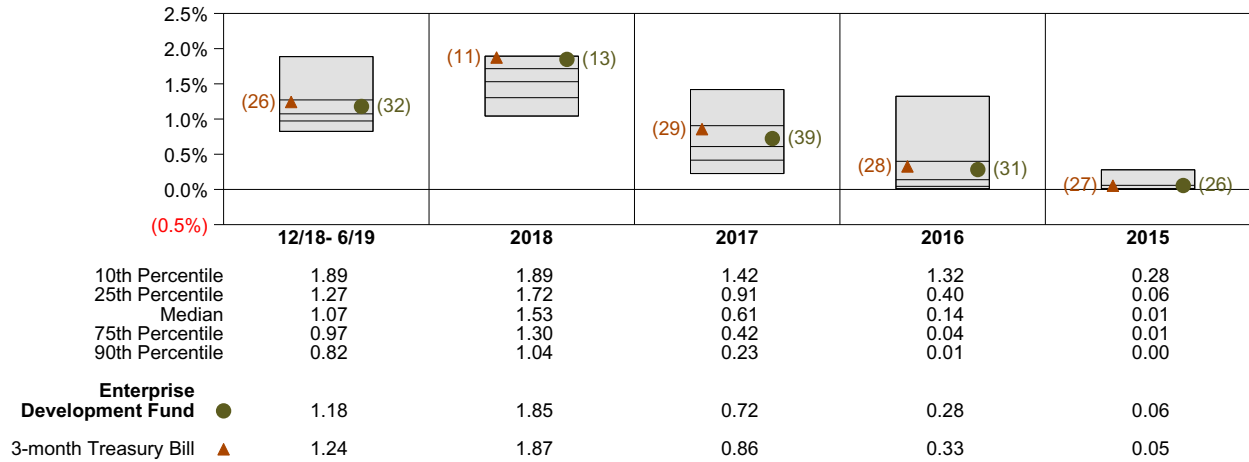 2.5%
2.0%
(11) (13)
1.5%
(26) (32)
1.0%
(29) (39)
0.5%
(28) (31)
(27) (26)
0.0%
(0.5%)
12/18- 6/19 2018 2017 2016 2015
10th Percentile 1.89 1.89 1.42 1.32 0.28
25th Percentile 1.27 1.72 0.91 0.40 0.06
Median 1.07 1.53 0.61 0.14 0.01
75th Percentile 0.97 1.30 0.42 0.04 0.01
90th Percentile 0.82 1.04 0.23 0.01 0.00
Enterprise
Development Fund 1.18 1.85 0.72 0.28 0.06
3-month Treasury Bill 1.24 1.87 0.86 0.33 0.05